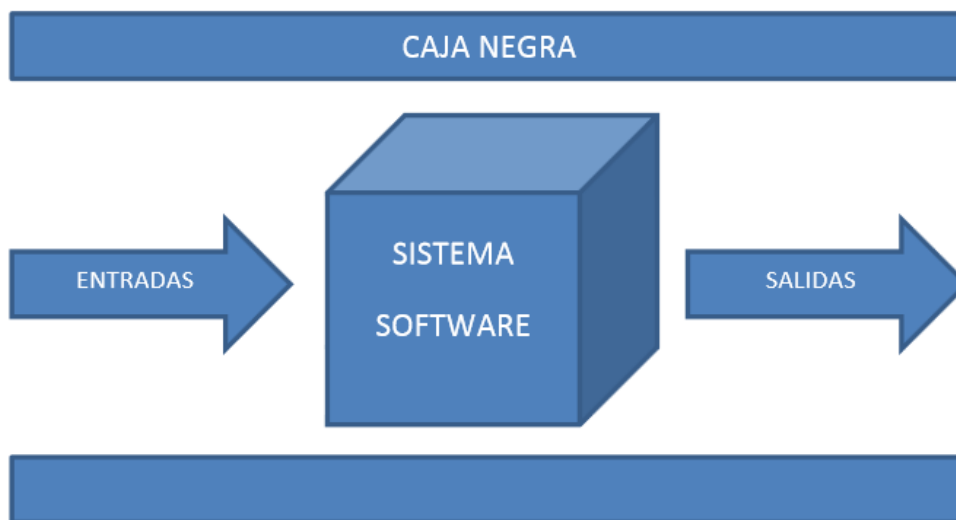 CAJA NEGRA
ENTRADAS
SISTEMA
SOFTWARE
SALIDAS